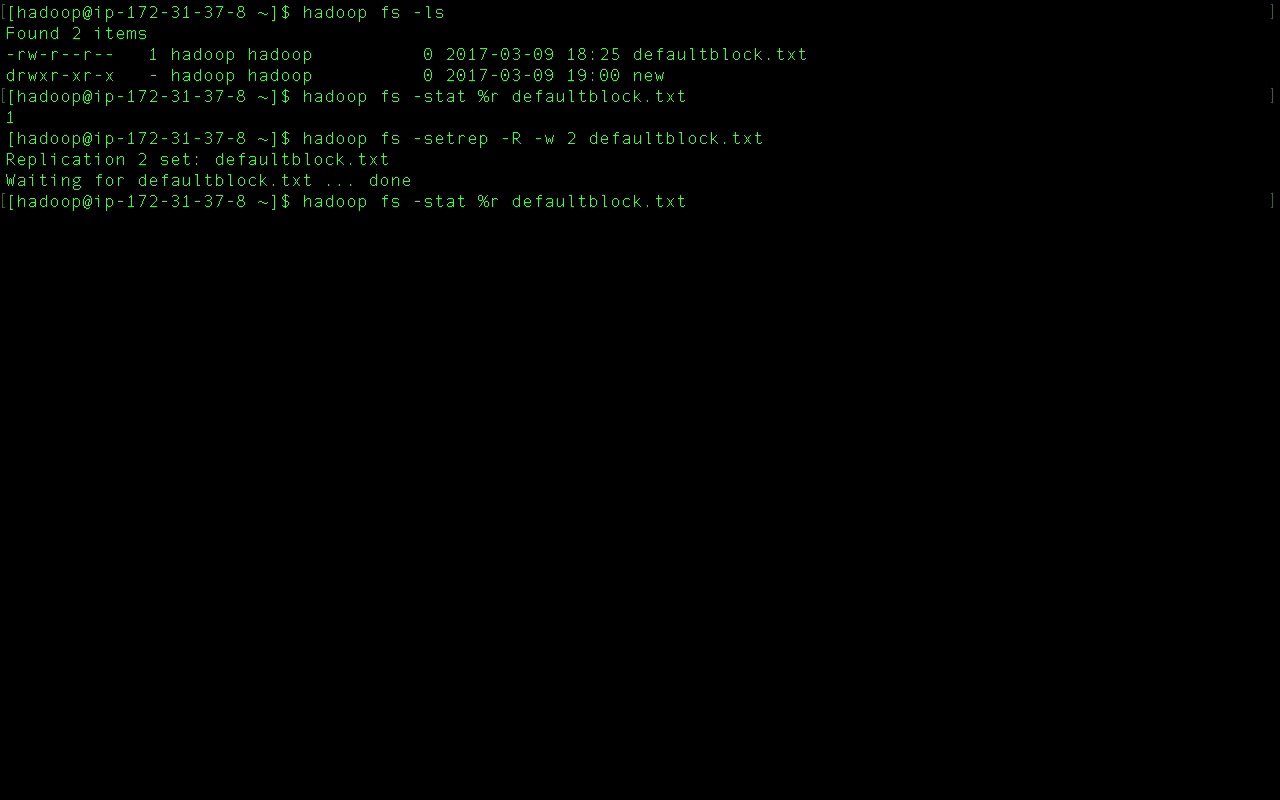 [[hadoop@ip-172-31-37-8 ~]$ hadoop fs -ls ]
Found 2 items
-rw-r--r--   1 hadoop hadoop          0 2017-03-09 18:25 defaultblock.txt
drwxr-xr-x   - hadoop hadoop          0 2017-03-09 19:00 new
[[hadoop@ip-172-31-37-8 ~]$ hadoop fs -stat %r defaultblock.txt ]
1
[hadoop@ip-172-31-37-8 ~]$ hadoop fs -setrep -R -w 2 defaultblock.txt
Replication 2 set: defaultblock.txt
Waiting for defaultblock.txt ... done
[[hadoop@ip-172-31-37-8 ~]$ hadoop fs -stat %r defaultblock.txt ]